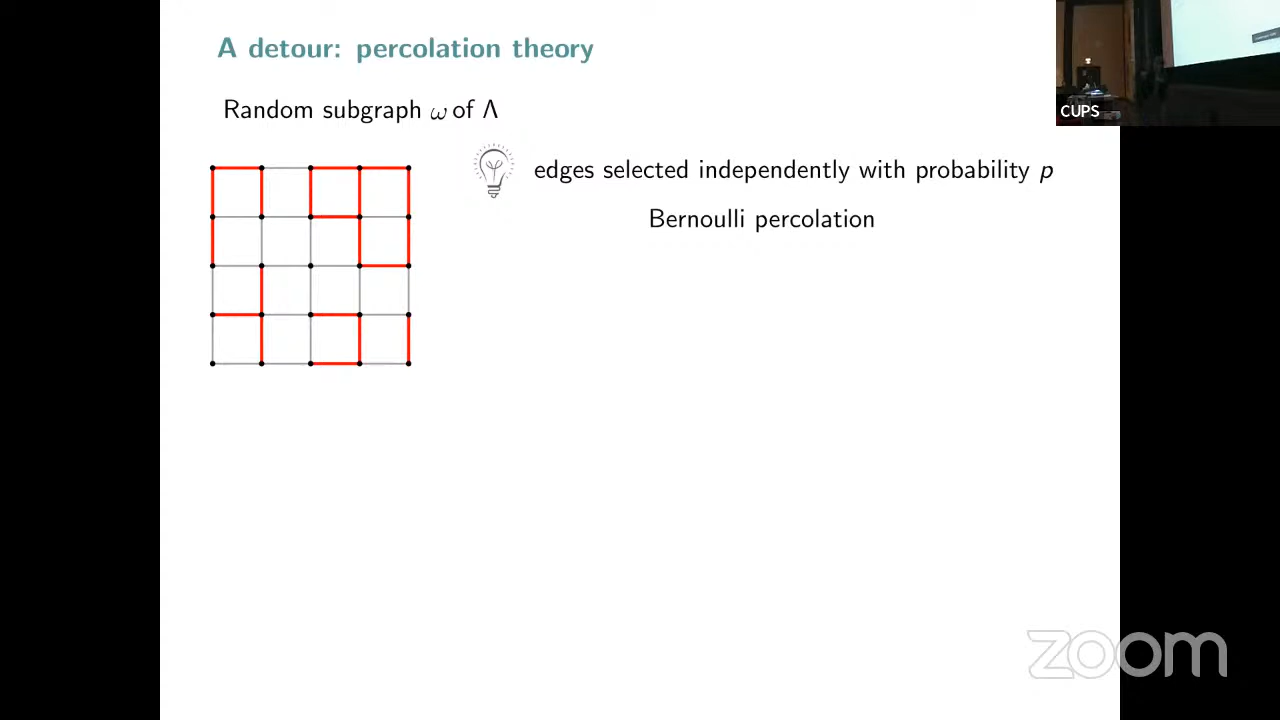 A detour: percolation theory
Random subgraph ω of Λ
edges selected independently with probability p
Bernoulli percolation
CUPS
zoom